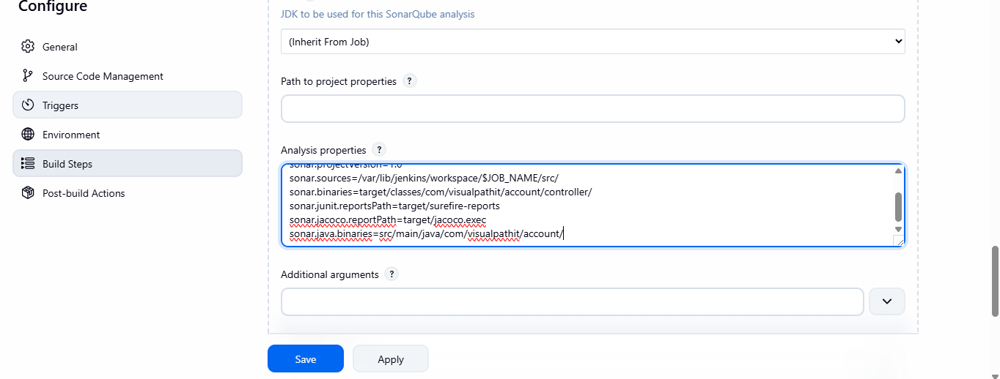 Configure
General
Source Code Management
Triggers
Environment
Build Steps
Post-build Actions
JDK to be used for this SonarQube analysis
(Inherit From Job)
Path to project properties ?
Analysis properties ?
sonar.projectVersion=1.0
sonar.sources=/var/lib/jenkins/workspace/$JOB_NAME/src/
sonar.binaries=target/classes/com/visualpathit/account/controller/
sonar.junit.reportsPath=target/surefire-reports
sonar.jacoco.reportPath=target/jacoco.exec
sonar.java.binaries=src/main/java/com/visualpathit/account/
Additional arguments ?
Save
Apply